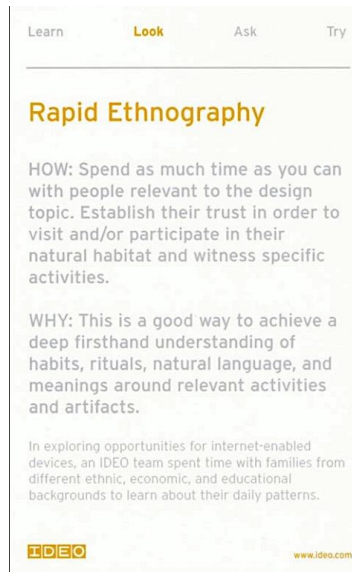 Learn Look Ask Try
Rapid Ethnography
HOW: Spend as much time as you can
with people relevant to the design
topic. Establish their trust in order to
visit and/or participate in their
natural habitat and witness specific
activities.
WHY: This is a good way to achieve a
deep firsthand understanding of
habits, rituals, natural language, and
meanings around relevant activities
and artifacts.
In exploring opportunities for internet-enabled
devices, an IDEO team spent time with families from
different ethnic, economic, and educational
backgrounds to learn about their daily patterns.
IDEO www.ideo.com